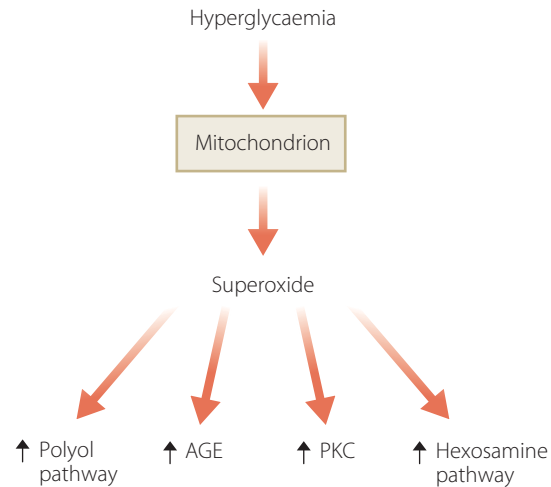 Hyperglycaemia
Mitochondrion
Superoxide
Polyol
pathway
AGE
PKC
Hexosamine
pathway